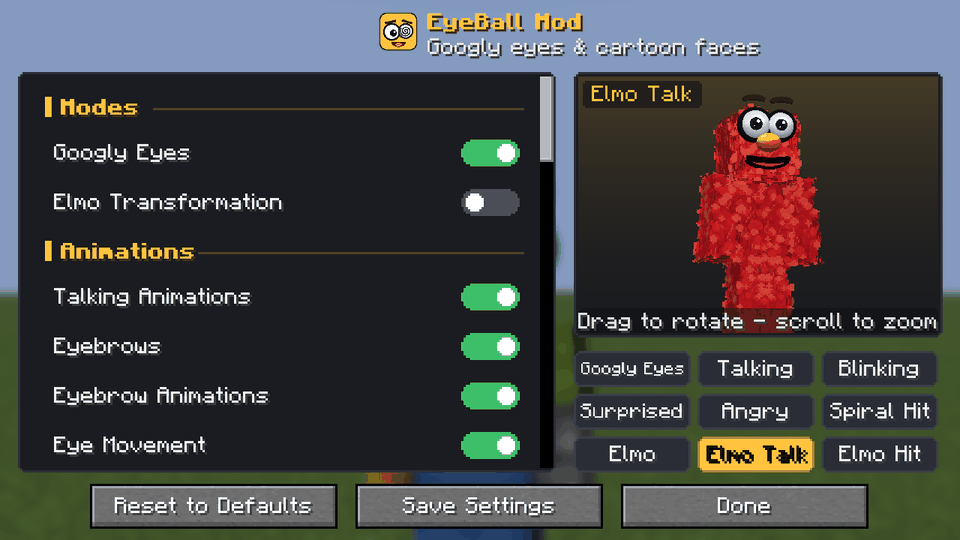 EyeBall Mod
Googly eyes & cartoon faces
Modes
Googly Eyes
Elmo Transformation
Animations
Talking Animations
Eyebrows
Eyebrow Animations
Eye Movement
Elmo Talk
Drag to rotate - scroll to zoom
Googly Eyes Talking Blinking
Surprised Angry Spiral Hit
Elmo Elmo Talk Elmo Hit
Reset to Defaults Save Settings Done